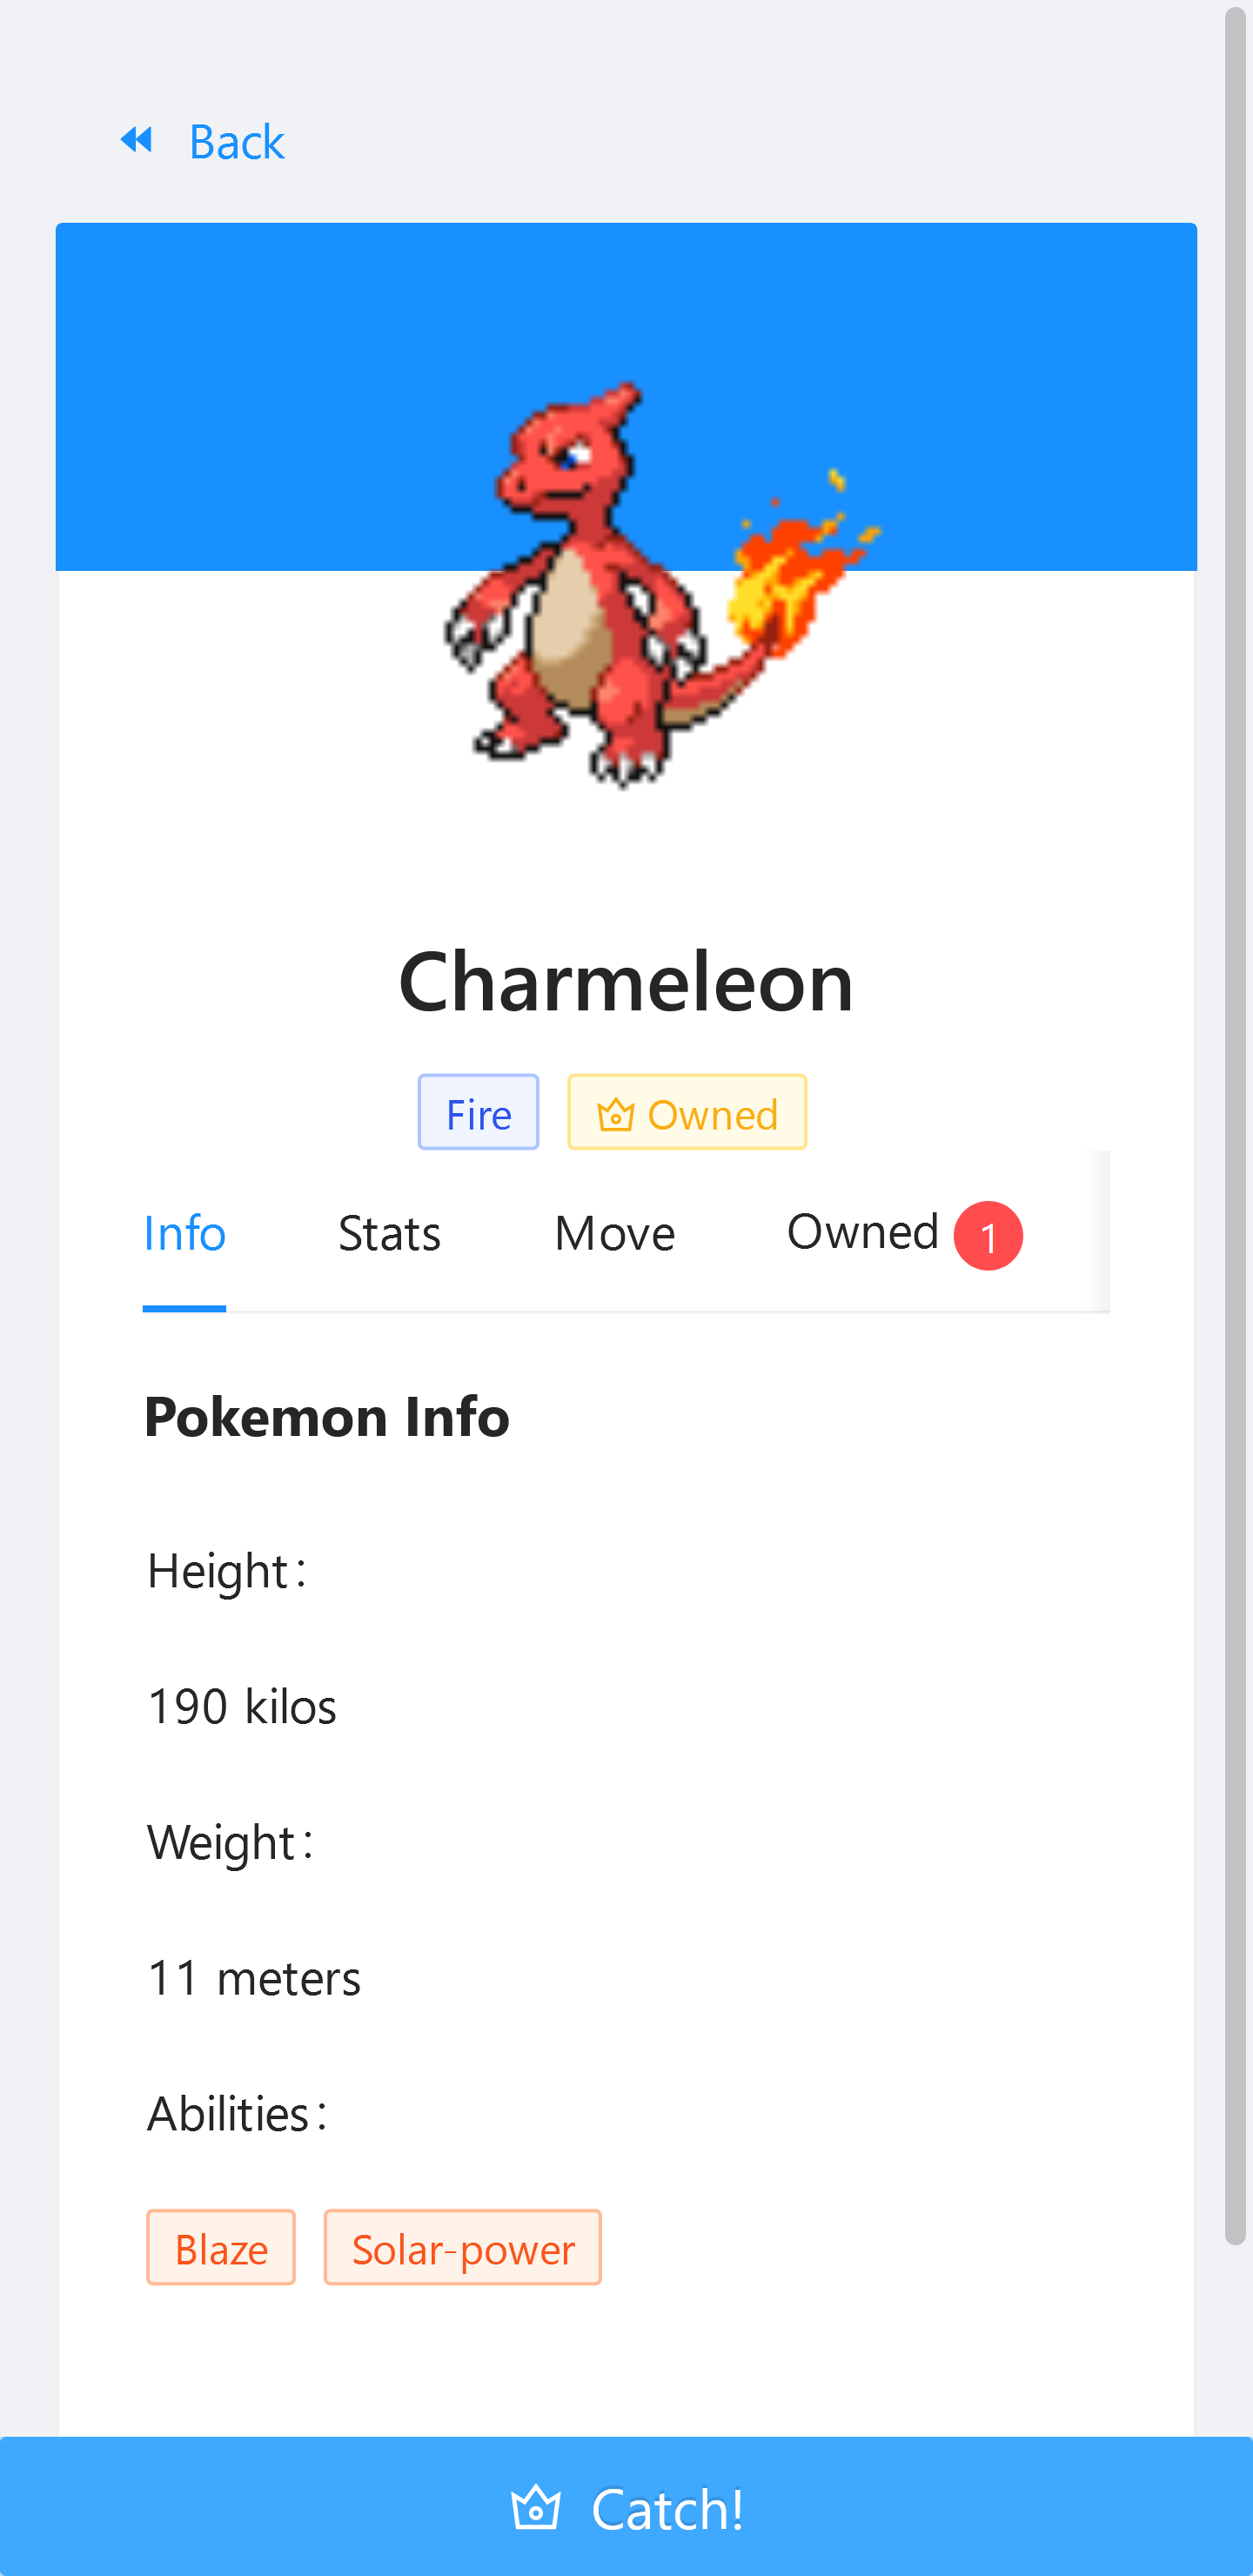 Back
Charmeleon
Fire Owned
Info Stats Move Owned 1
Pokemon Info
Height:
190 kilos
Weight:
11 meters
Abilities:
Blaze Solar-power
Catch!